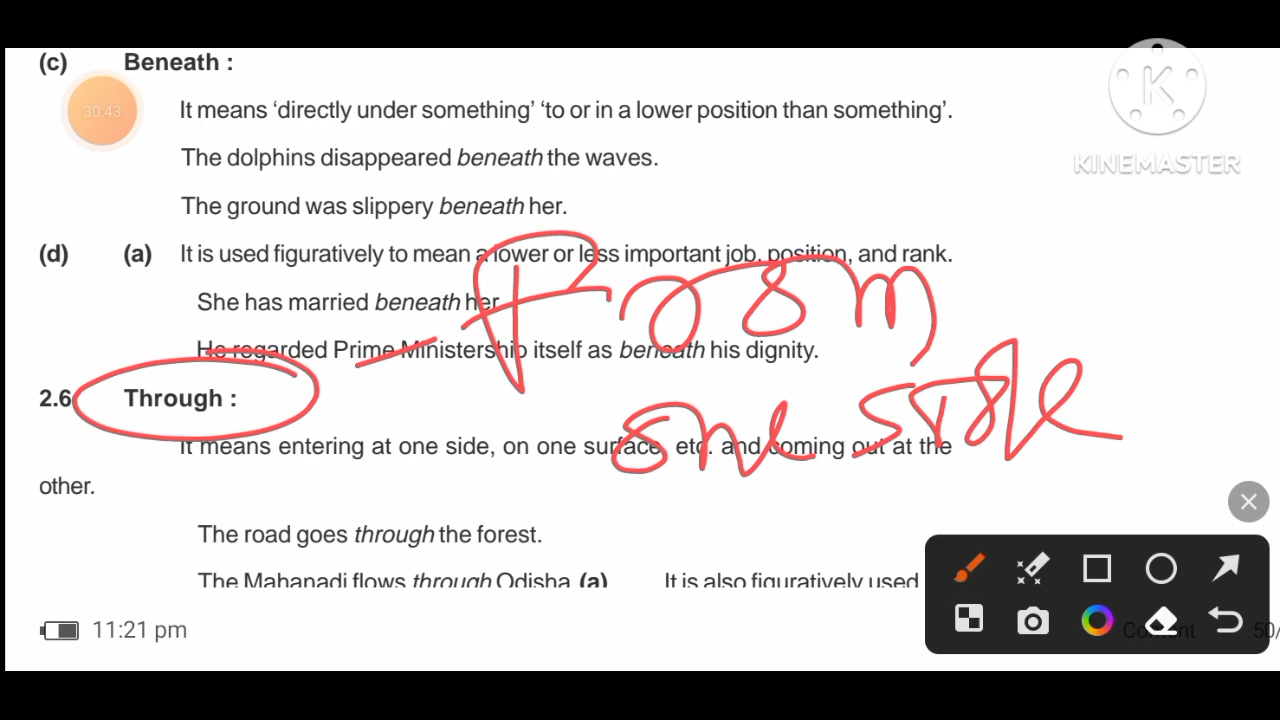 (c) Beneath :
30:43
It means ‘directly under something’ ‘to or in a lower position than something’.
KINEMASTER
The dolphins disappeared beneath the waves.
The ground was slippery beneath her.
(d) (a) It is used figuratively to mean a lower or less important job, position, and rank.
She has married beneath her
From
He regarded Prime Ministership itself as beneath his dignity.
2.6 Through :
one side
It means entering at one side, on one surface, etc. and coming out at the
other.
The road goes through the forest.
The Mahanadi flows through Odisha (a) It is also figuratively used
11:21 pm
Content 50/